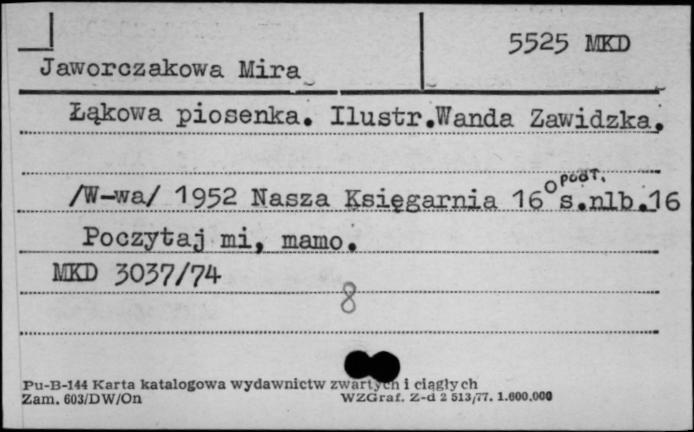 5525 MKD
Jaworczakowa Mira
Łąkowa piosenka. Ilustr.Wanda Zawidzka.
/W-wa/ 1952 Nasza Księgarnia 16° podł. s.nlb.16
Poczytaj mi, mamo.
MKD 3037/74
8
Pu-B-144 Karta katalogowa wydawnictw zwartych i ciągłych
Zam. 603/DW/On WZGraf. Z-d 2 513/77. 1.600.000